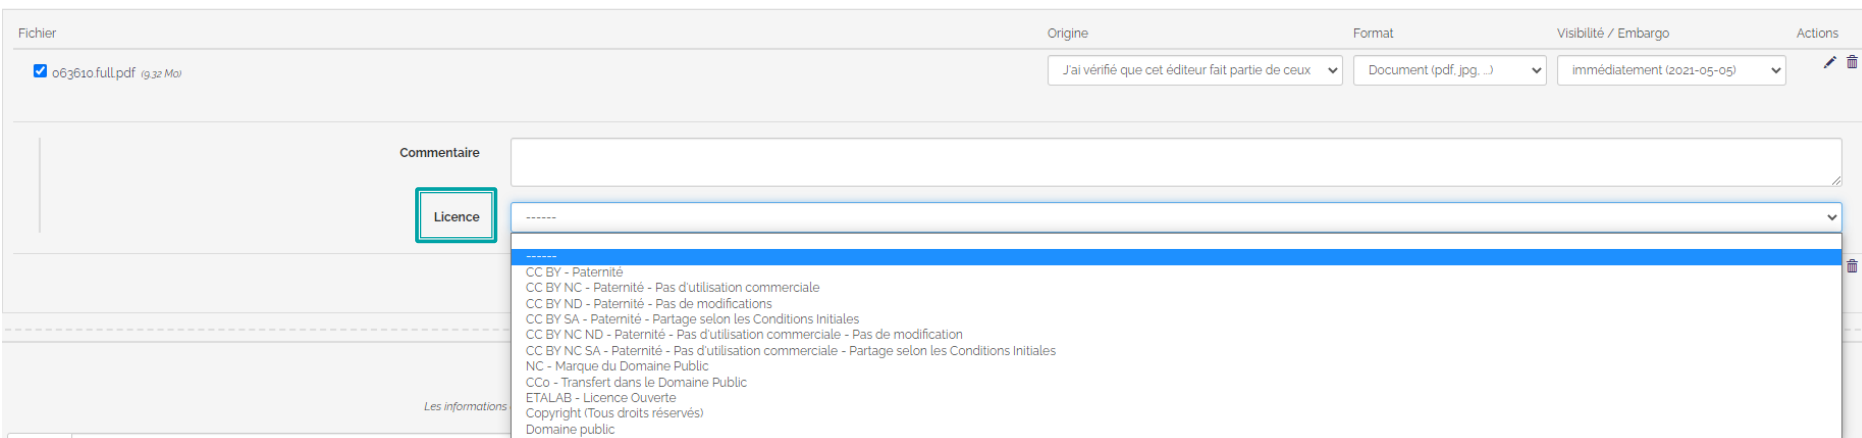 Fichier Origine Format Visibilité / Embargo Actions
063610.full.pdf (9.32 Mo) J'ai vérifié que cet éditeur fait partie de ceux Document (pdf, jpg, ...) immédiatement (2021-05-05)
Commentaire
Licence ------
------
CC BY - Paternité
CC BY NC - Paternité - Pas d'utilisation commerciale
CC BY ND - Paternité - Pas de modifications
CC BY SA - Paternité - Partage selon les Conditions Initiales
CC BY NC ND - Paternité - Pas d'utilisation commerciale - Pas de modification
CC BY NC SA - Paternité - Pas d'utilisation commerciale - Partage selon les Conditions Initiales
NC - Marque du Domaine Public
CC0 - Transfert dans le Domaine Public
ETALAB - Licence Ouverte
Les informations
Copyright (Tous droits réservés)
Domaine public